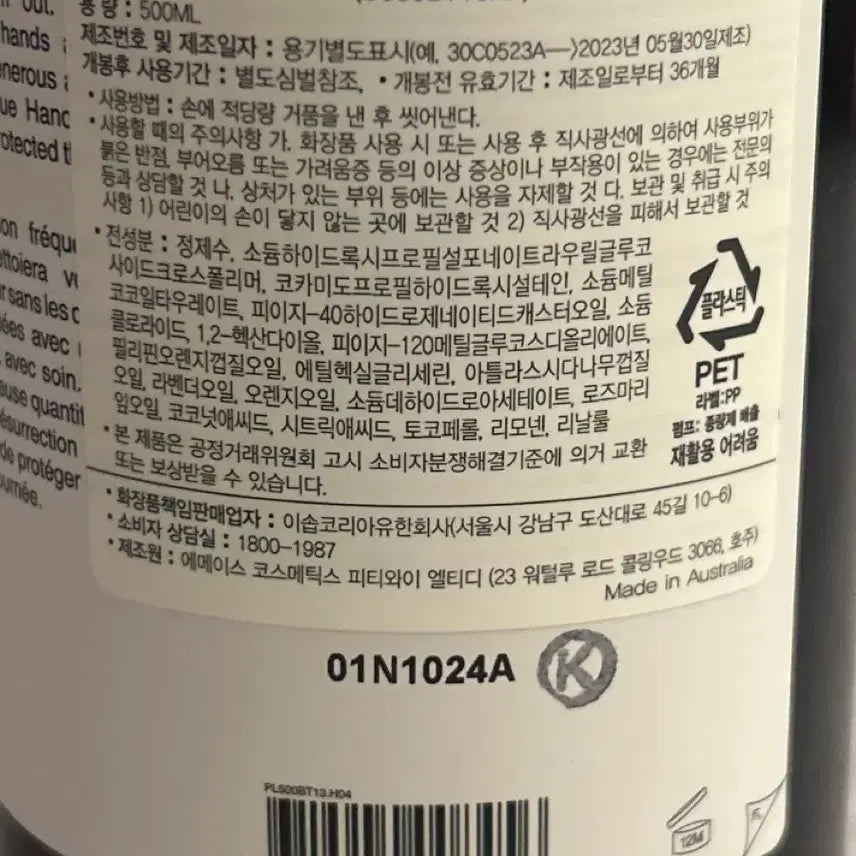 out.
hands
enerous
ue Hand
otected
ion fréqu
ettoiera
r sans les
ées avec
avec soin.
use quantit
ésurrection
de protéger
umée.
용량 : 500ML
제조번호 및 제조일자 : 용기별도표시(예, 30C0523A—>2023년 05월30일제조)
개봉후 사용기간 : 별도심벌참조, • 개봉전 유효기간 : 제조일로부터 36개월
• 사용방법 : 손에 적당량 거품을 낸 후 씻어낸다.
• 사용할 때의 주의사항 가. 화장품 사용 시 또는 사용 후 직사광선에 의하여 사용부위가
붉은 반점, 부어오름 또는 가려움증 등의 이상 증상이나 부작용이 있는 경우에는 전문의
등과 상담할 것 나. 상처가 있는 부위 등에는 사용을 자제할 것 다. 보관 및 취급 시 주의
사항 1) 어린이의 손이 닿지 않는 곳에 보관할 것 2) 직사광선을 피해서 보관할 것
• 전성분 : 정제수, 소듐하이드록시프로필설포네이트라우릴글루코
사이드크로스폴리머, 코카미도프로필하이드록시설테인, 소듐메틸
코코일타우레이트, 피이지-40하이드로제네이티드캐스터오일, 소듐
클로라이드, 1,2-헥산다이올, 피이지-120메틸글루코스디올리에이트,
필리핀오렌지껍질오일, 에틸헥실글리세린, 아틀라스시다나무껍질
오일, 라벤더오일, 오렌지오일, 소듐데하이드로아세테이트, 로즈마리
잎오일, 코코넛애씨드, 시트릭애씨드, 토코페롤, 리모넨, 리날룰
• 본 제품은 공정거래위원회 고시 소비자분쟁해결기준에 의거 교환
또는 보상받을 수 있습니다.
플라스틱
PET
라벨:PP
펌프: 종량제 배출
재활용 어려움
• 화장품책임판매업자 : 이솝코리아유한회사(서울시 강남구 도산대로 45길 10-6)
• 소비자 상담실 : 1800-1987
• 제조원 : 에메이스 코스메틱스 피티와이 엘티디 (23 워털루 로드 콜링우드 3066, 호주)
Made in Australia
01N1024A
K
PL500BT13.H04
12M